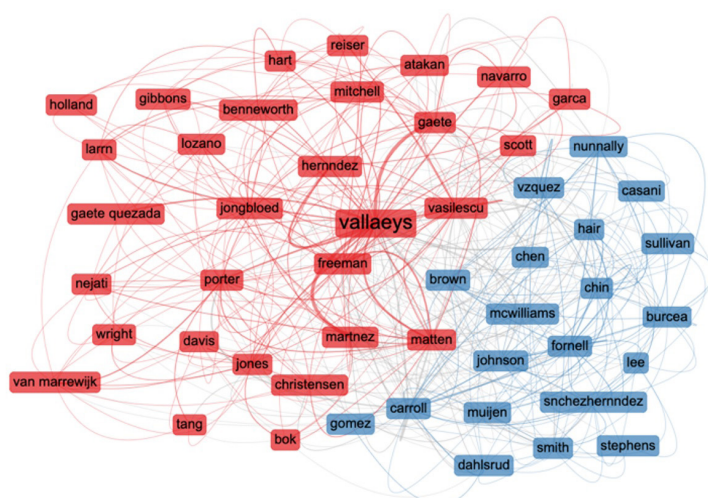 reiser
hart
atakan
navarro
mitchell
gibbons
holland
benneworth
garca
gaete
lozano
larrn
scott
nunnally
hernndez
vzquez
casani
gaete quezada
jongbloed
vasilescu
vallaeys
hair
sullivan
chen
freeman
brown
porter
nejati
chin
mcwilliams
burcea
wright
davis
martnez
matten
fornell
johnson
lee
jones
van marrewijk
christensen
carroll
snchezhernndez
muijen
tang
gomez
bok
smith
stephens
dahlsrud